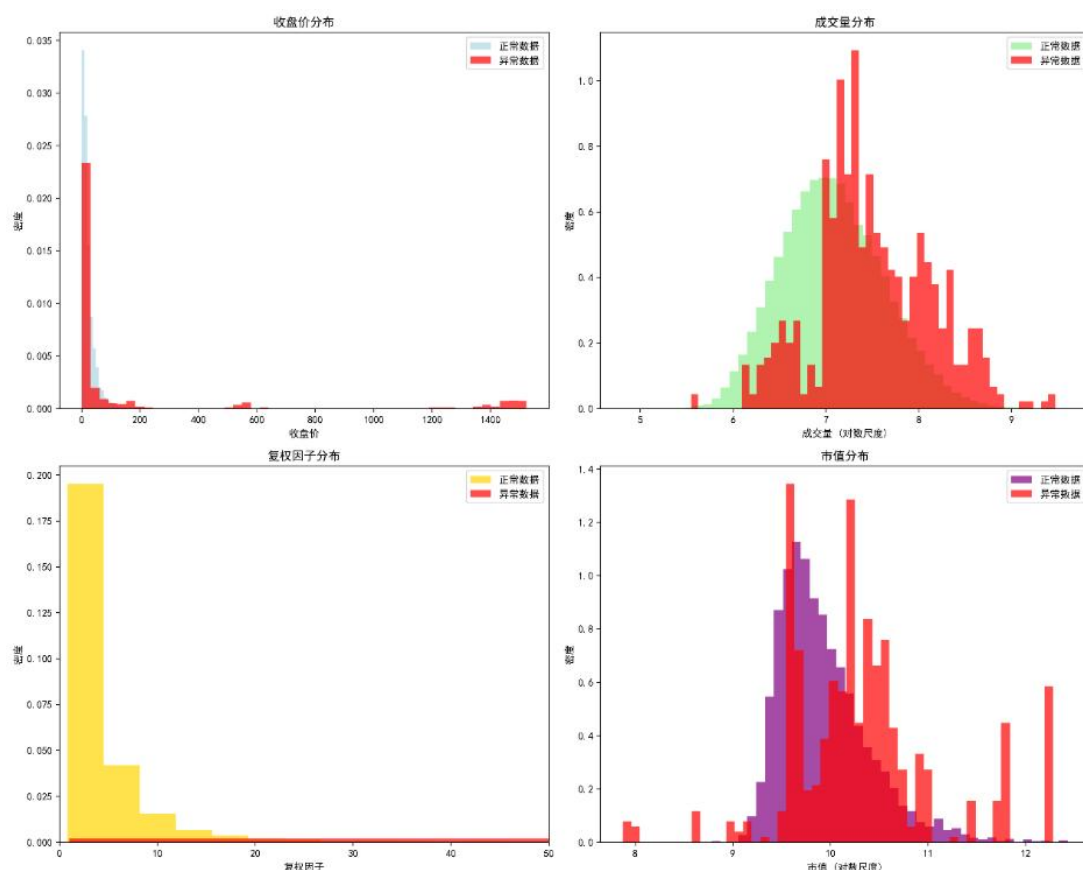 收盘价分布
0.035
0.030
0.025
0.020
0.015
0.010
0.005
0.000
密度
0 200 400 600 800 1000 1200 1400
收盘价
正常数据
异常数据
成交量分布
1.0
0.8
0.6
0.4
0.2
0.0
密度
5 6 7 8 9
成交量 (对数尺度)
正常数据
异常数据
复权因子分布
0.200
0.175
0.150
0.125
0.100
0.075
0.050
0.025
0.000
密度
0 10 20 30 40 50
复权因子
正常数据
异常数据
市值分布
1.4
1.2
1.0
0.8
0.6
0.4
0.2
0.0
密度
8 9 10 11 12
市值 (对数尺度)
正常数据
异常数据